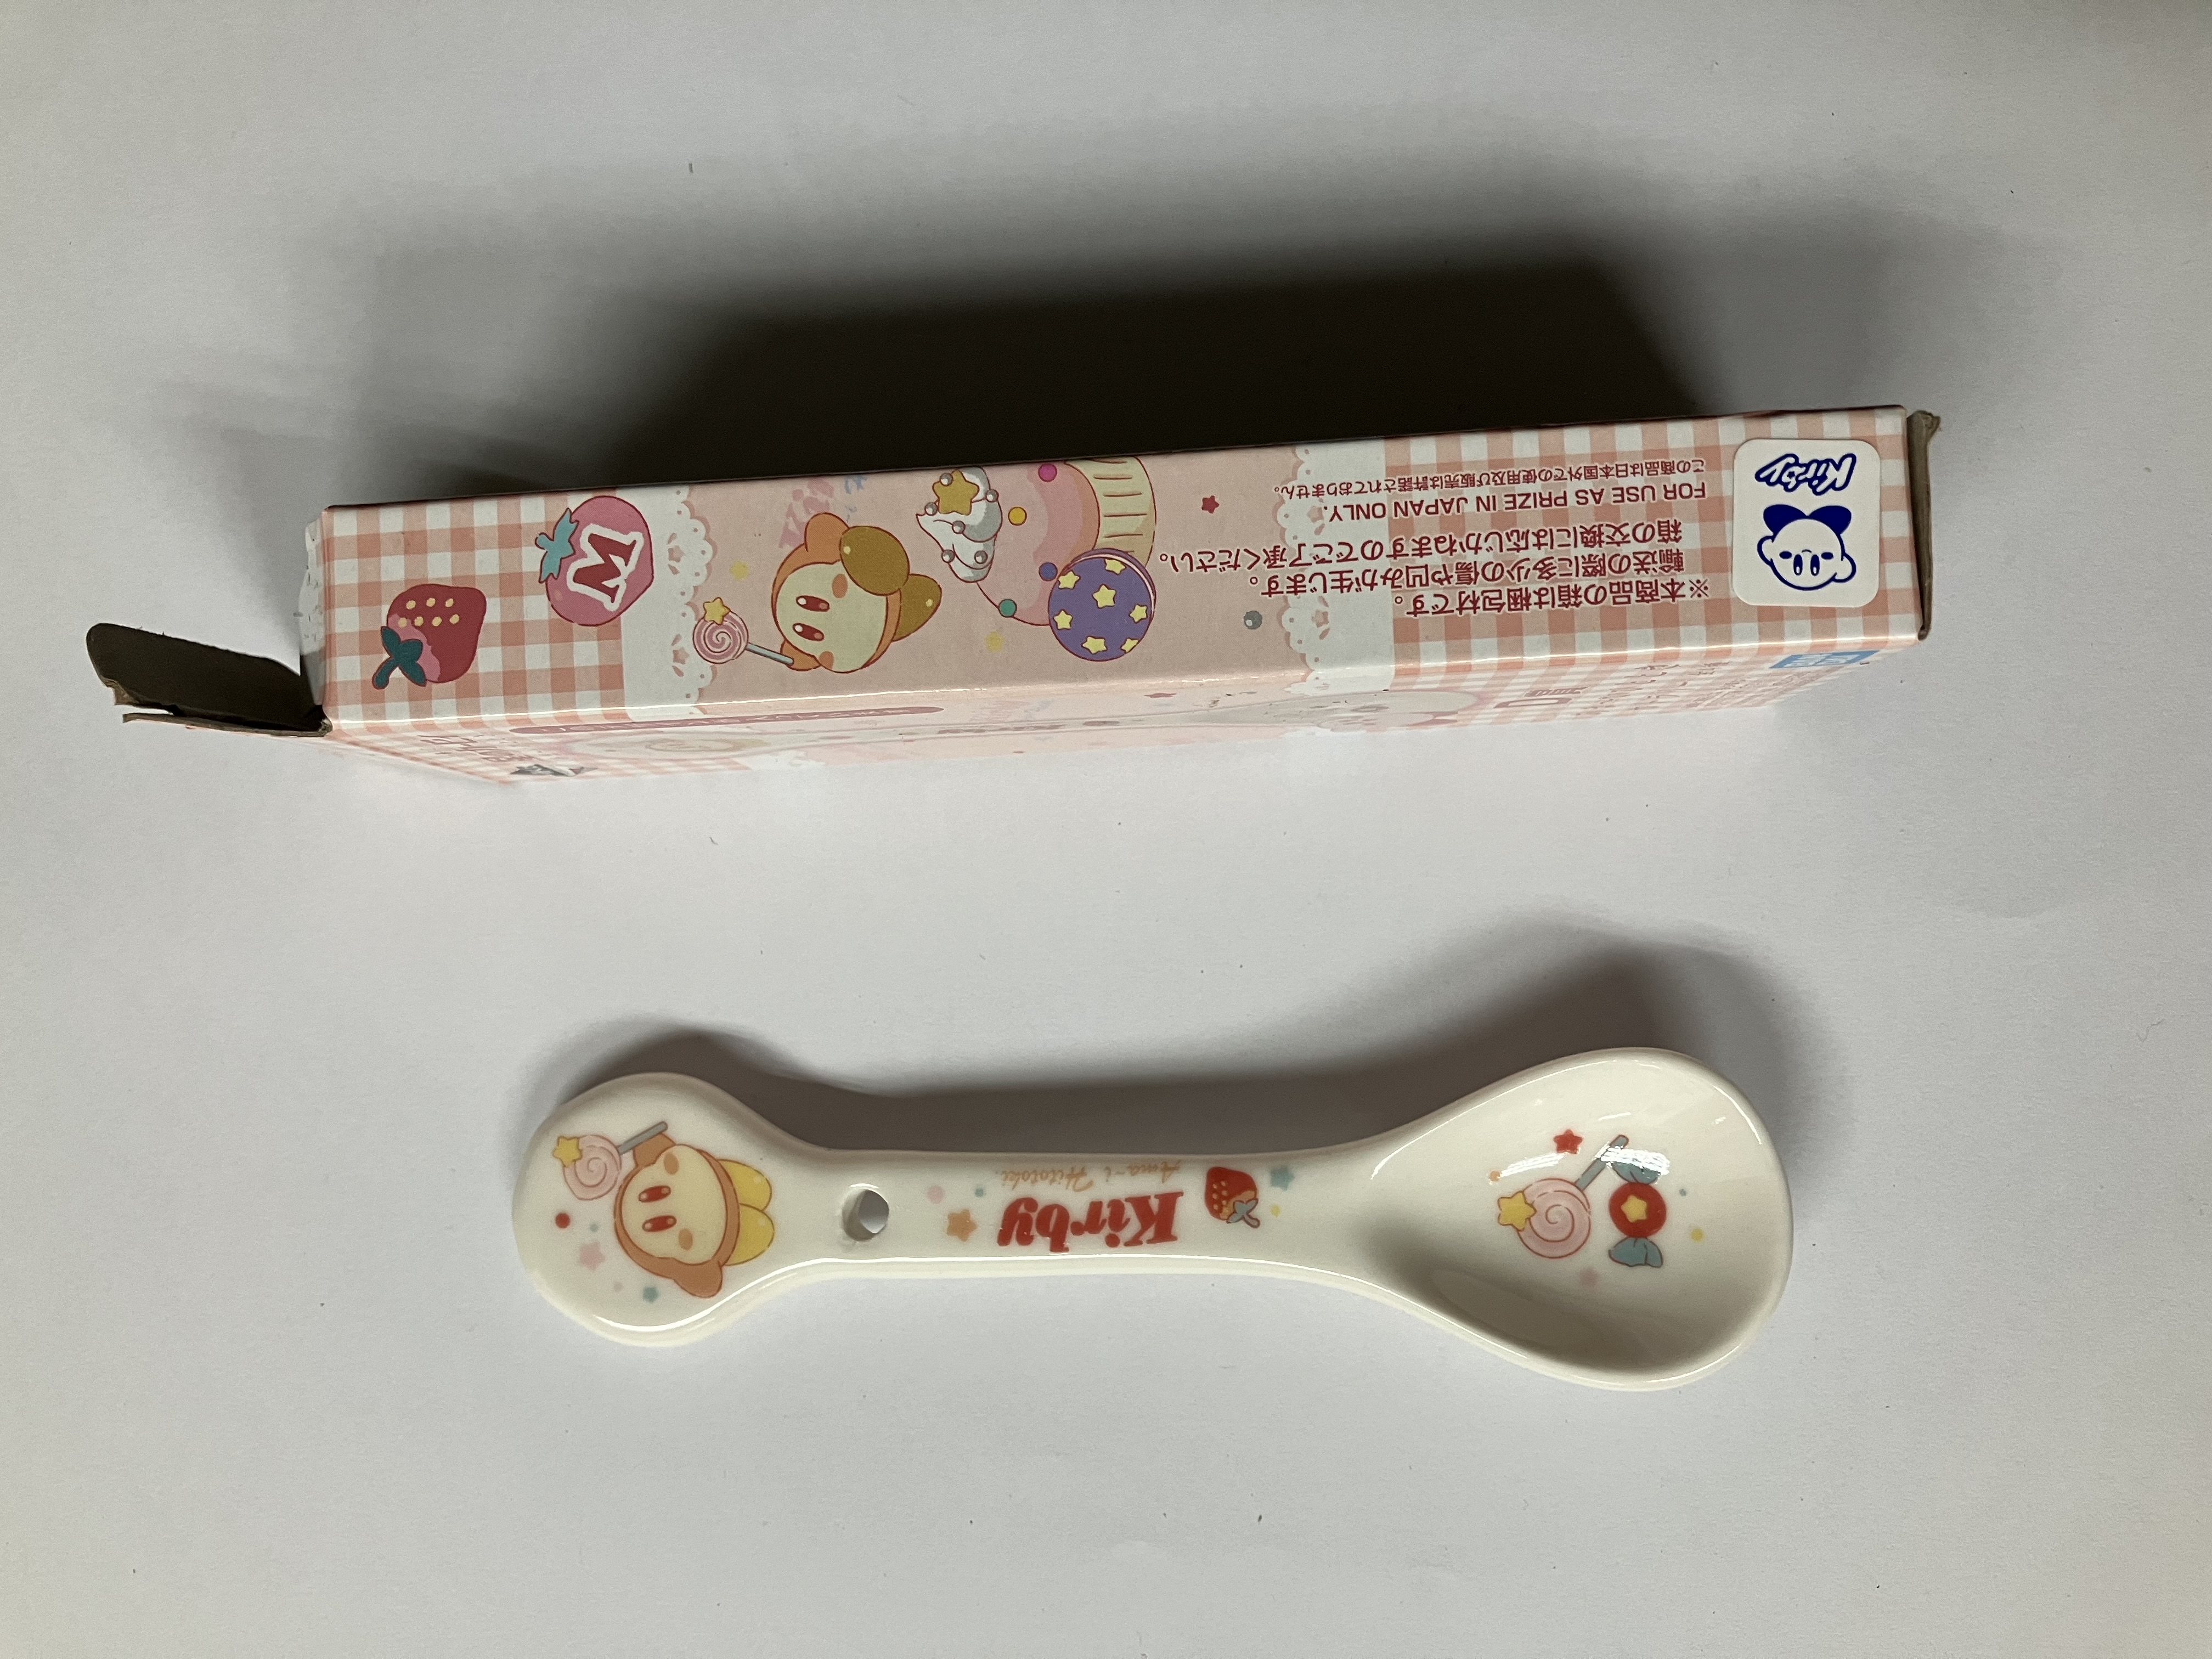 ※本商品の箱は梱包材です。
輸送の際に多少の傷や凹みが生じます。
箱の交換には応じかねますのでご了承ください。
FOR USE AS PRIZE IN JAPAN ONLY.
この商品は日本国外での使用及び販売は許諾されておりません。
Kirby
M
Kirby
Ama-i Hitotoki.